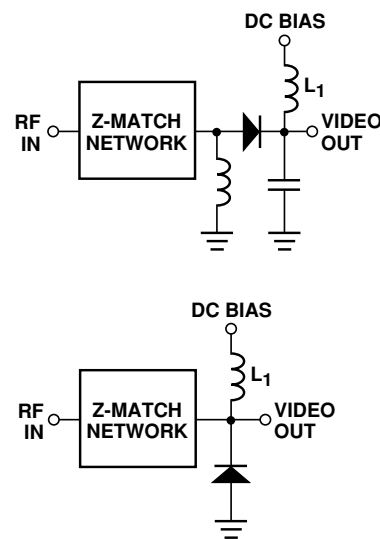 DC BIAS
L1
RF
IN
Z-MATCH
NETWORK
VIDEO
OUT
DC BIAS
L1
RF
IN
Z-MATCH
NETWORK
VIDEO
OUT